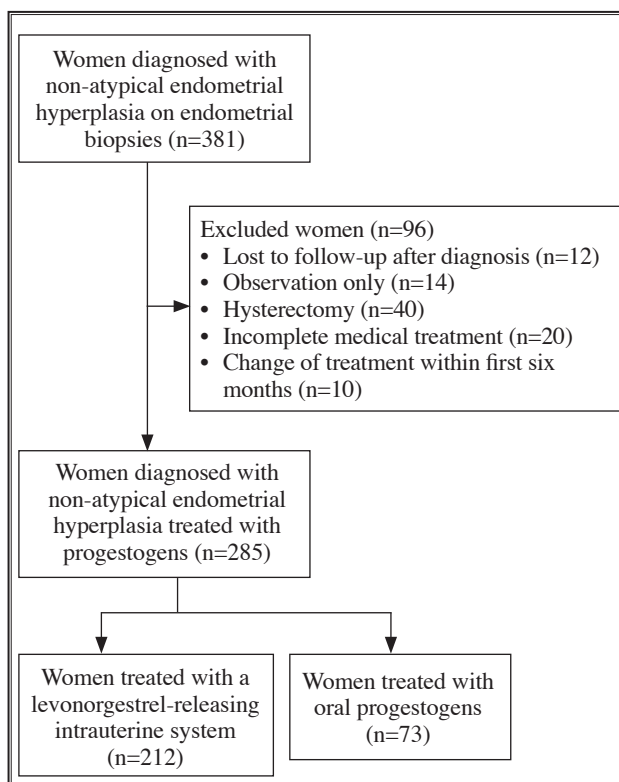 Women diagnosed with
non-atypical endometrial
hyperplasia on endometrial
biopsies (n=381)
Excluded women (n=96)
• Lost to follow-up after diagnosis (n=12)
• Observation only (n=14)
• Hysterectomy (n=40)
• Incomplete medical treatment (n=20)
• Change of treatment within first six
months (n=10)
Women diagnosed with
non-atypical endometrial
hyperplasia treated with
progestogens (n=285)
Women treated with a
levonorgestrel-releasing
intrauterine system
(n=212)
Women treated with
oral progestogens
(n=73)